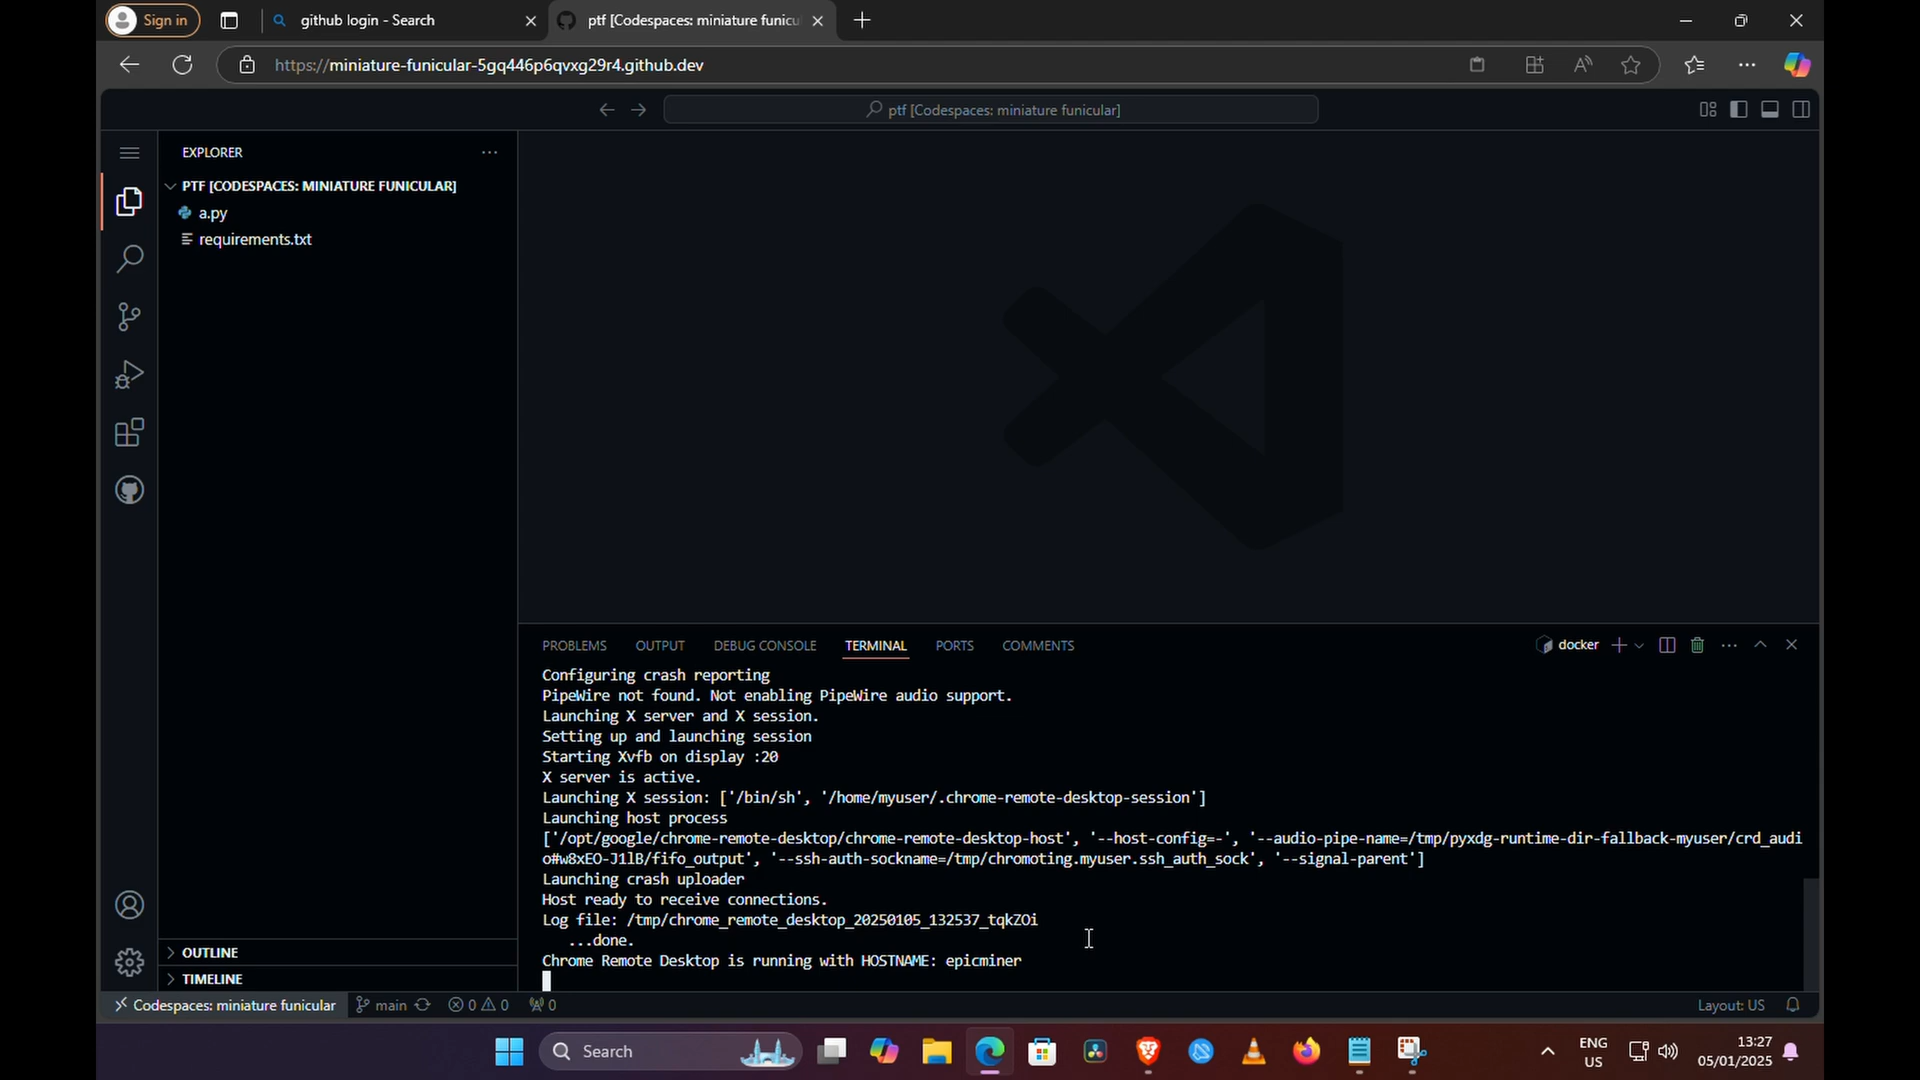 Sign in
github login - Search
ptf [Codespaces: miniature funicu
https://miniature-funicular-5gq446p6qvxg29r4.github.dev
ptf [Codespaces: miniature funicular]
EXPLORER
PTF [CODESPACES: MINIATURE FUNICULAR]
a.py
requirements.txt
OUTLINE
TIMELINE
PROBLEMS OUTPUT DEBUG CONSOLE TERMINAL PORTS COMMENTS
docker
Configuring crash reporting
PipeWire not found. Not enabling PipeWire audio support.
Launching X server and X session.
Setting up and launching session
Starting Xvfb on display :20
X server is active.
Launching X session: ['/bin/sh', '/home/myuser/.chrome-remote-desktop-session']
Launching host process
['/opt/google/chrome-remote-desktop/chrome-remote-desktop-host', '--host-config=-', '--audio-pipe-name=/tmp/pyxdg-runtime-dir-fallback-myuser/crd_audi
o#w8xEO-J1lB/fifo_output', '--ssh-auth-sockname=/tmp/chromoting.myuser.ssh_auth_sock', '--signal-parent']
Launching crash uploader
Host ready to receive connections.
Log file: /tmp/chrome_remote_desktop_20250105_132537_tqkZOi
...done.
Chrome Remote Desktop is running with HOSTNAME: epicminer
Codespaces: miniature funicular main 0 0 0
Layout: US
Search
ENG
US
13:27
05/01/2025